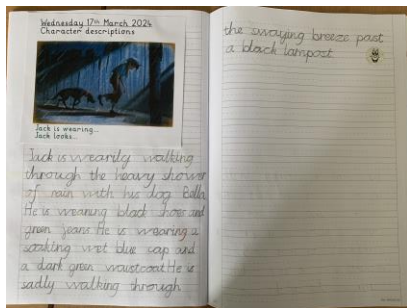 Wednesday 17th March 2024
Character descriptions
Jack is wearing...
Jack looks...
Jack is wearily walking
through the heavy shower
of rain with his dog Bella.
He is wearing black shoes and
green jeans. He is wearing a
soaking wet blue cap and
a dark green waistcoat. He is
sadly walking through
the swaying breeze past
a black lampost.